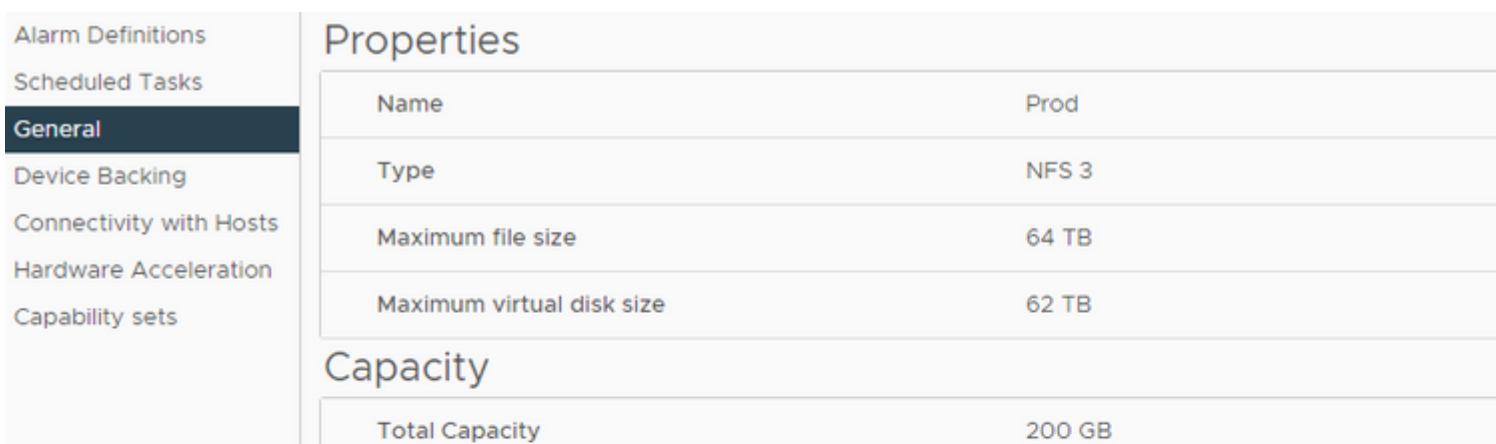 Alarm Definitions
Scheduled Tasks
General
Device Backing
Connectivity with Hosts
Hardware Acceleration
Capability sets
Properties
Name Prod
Type NFS 3
Maximum file size 64 TB
Maximum virtual disk size 62 TB
Capacity
Total Capacity 200 GB